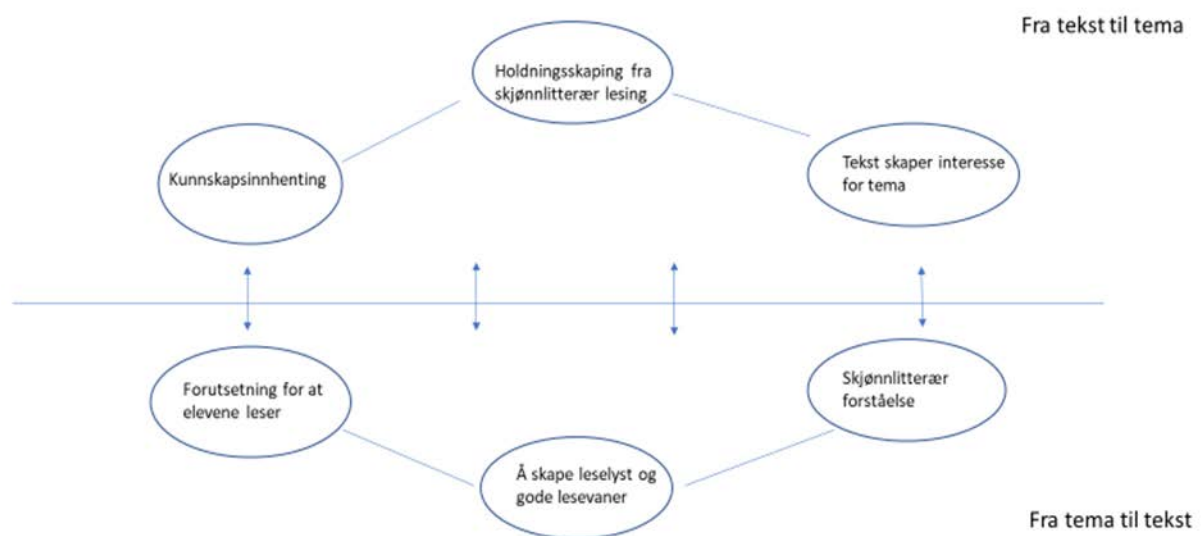 Fra tekst til tema
Holdningsskaping fra
skjønnlitterær lesing
Kunnskapsinnhenting
Tekst skaper interesse
for tema
Forutsetning for at
elevene leser
Skjønnlitterær
forståelse
Å skape leselyst og
gode lesevaner
Fra tema til tekst